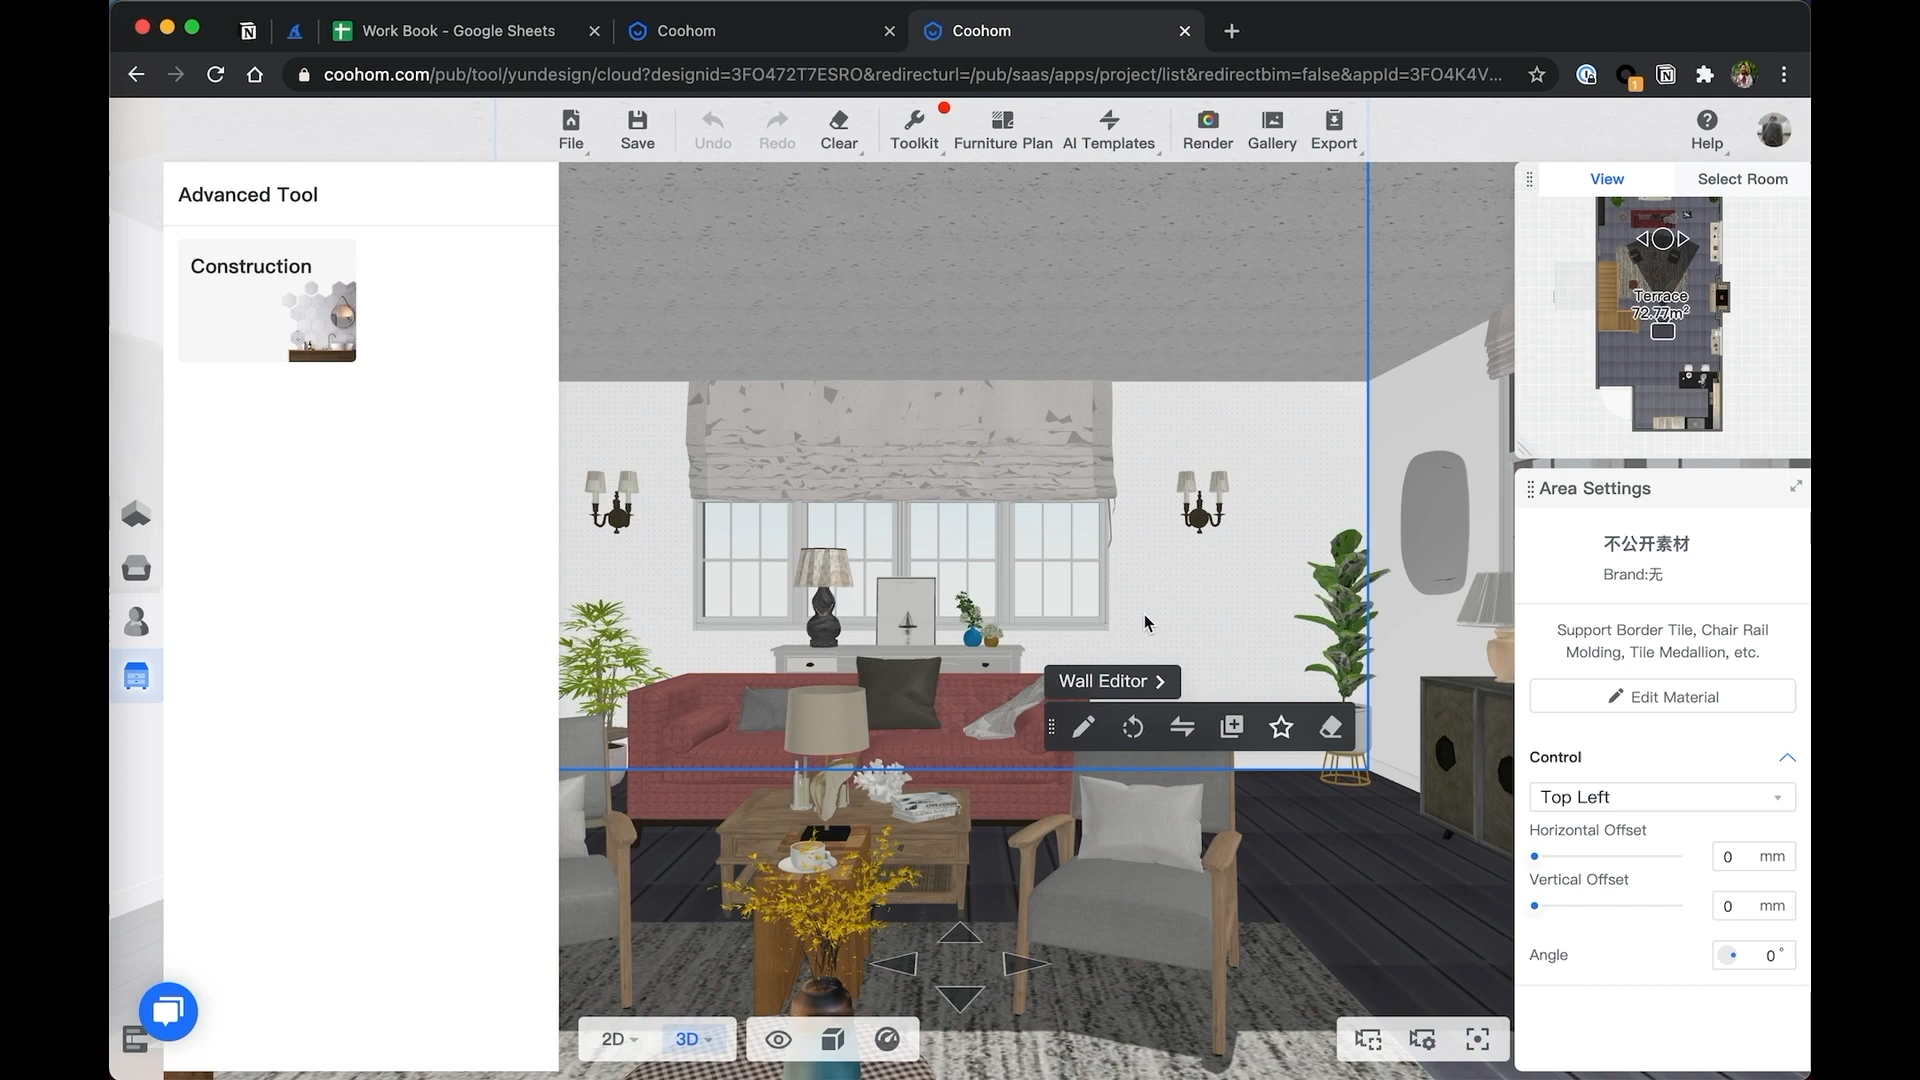 Work Book - Google Sheets
Coohom
Coohom
coohom.com/pub/tool/yundesign/cloud?designid=3FO472T7ESRO&redirecturl=/pub/saas/apps/project/list&redirectbim=false&appId=3FO4K4V...
1
File
Save
Undo
Redo
Clear
Toolkit
Furniture Plan
AI Templates
Render
Gallery
Export
Help
Advanced Tool
Construction
View
Select Room
Terrace
72.77m²
Area Settings
不公开素材
Brand:无
Support Border Tile, Chair Rail
Molding, Tile Medallion, etc.
Edit Material
Wall Editor
Control
Top Left
Horizontal Offset
0 mm
Vertical Offset
0 mm
Angle
0°
2D
3D